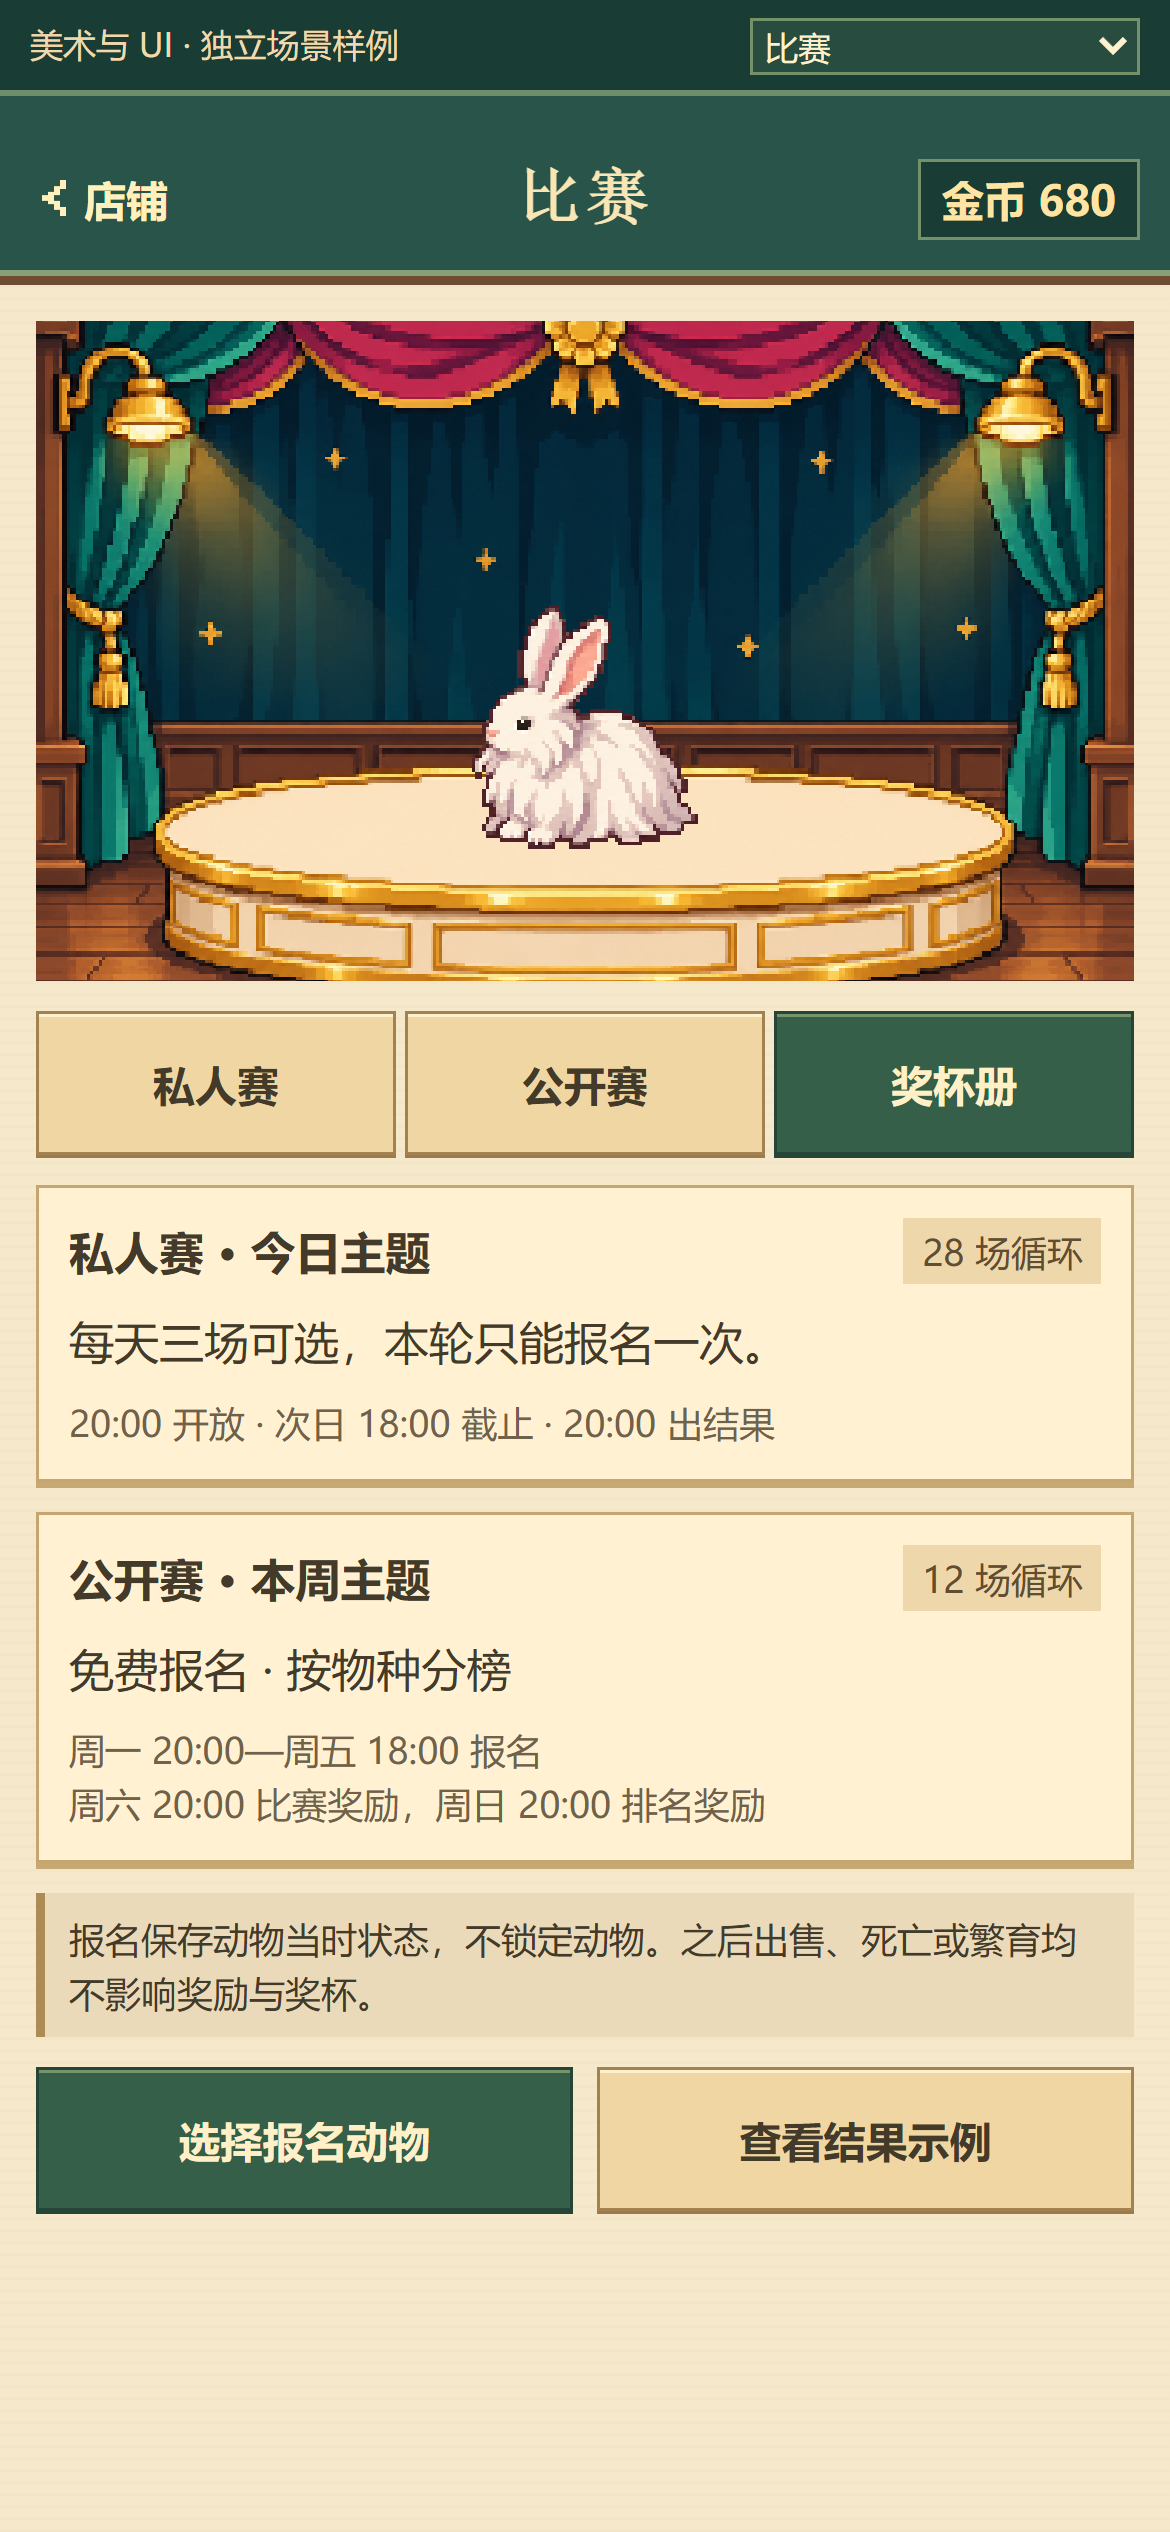 美术与 UI · 独立场景样例
比赛
店铺
比赛
金币 680
私人赛
公开赛
奖杯册
私人赛 • 今日主题
28 场循环
每天三场可选，本轮只能报名一次。
20:00 开放 · 次日 18:00 截止 · 20:00 出结果
公开赛 • 本周主题
12 场循环
免费报名 · 按物种分榜
周一 20:00—周五 18:00 报名
周六 20:00 比赛奖励，周日 20:00 排名奖励
报名保存动物当时状态，不锁定动物。之后出售、死亡或繁育均
不影响奖励与奖杯。
选择报名动物
查看结果示例